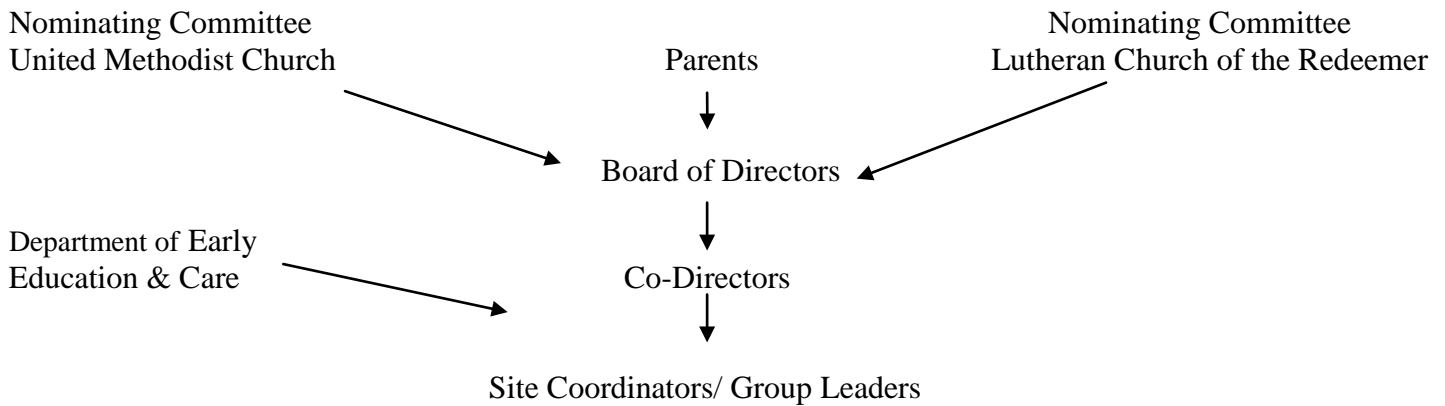 Nominating Committee
United Methodist Church
Parents
Nominating Committee
Lutheran Church of the Redeemer
Board of Directors
Department of Early
Education & Care
Co-Directors
Site Coordinators/ Group Leaders